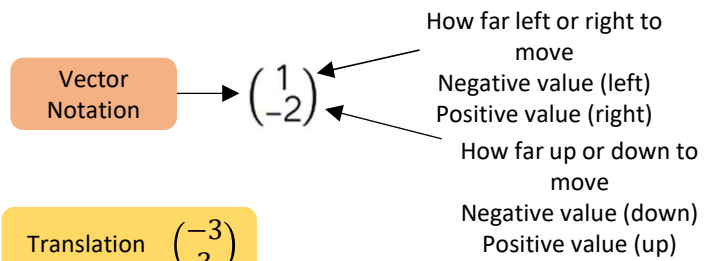 How far left or right to
move
Negative value (left)
Positive value (right)
Vector
Notation
(1
-2)
How far up or down to
move
Negative value (down)
Positive value (up)
Translation (-3